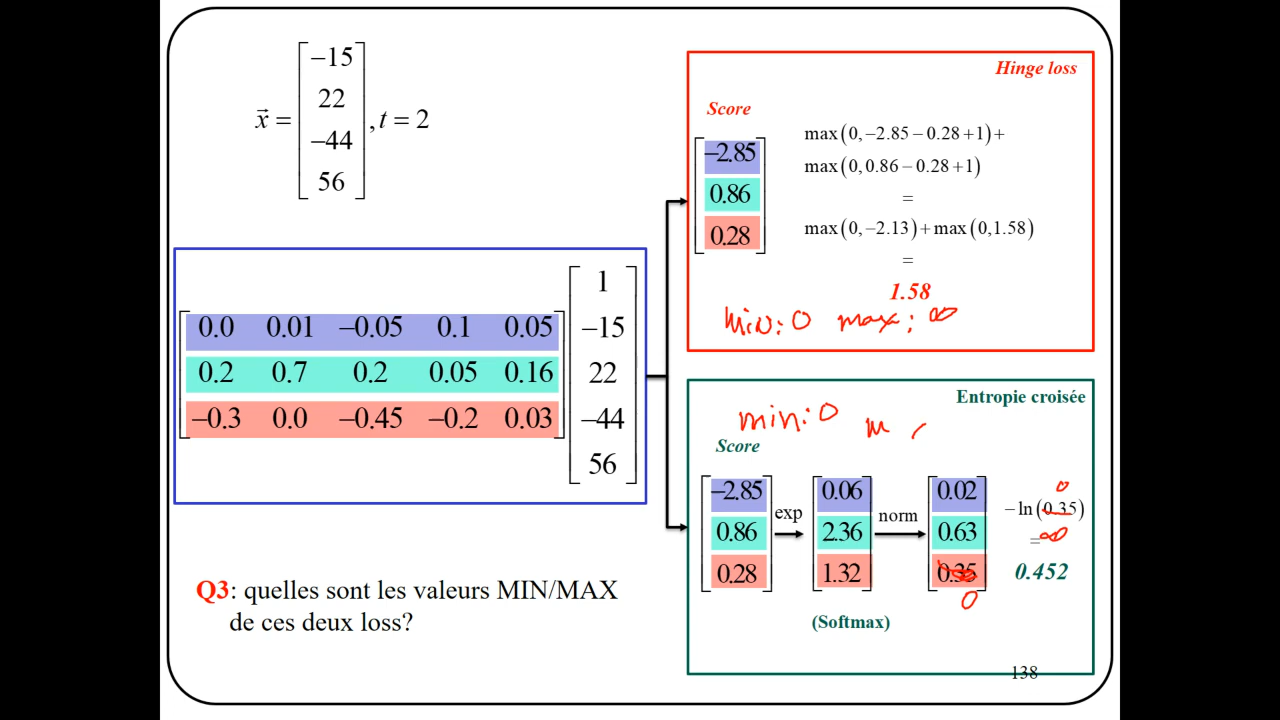 x = [−15 22 −44 56], t = 2
0.0 0.01 −0.05 0.1 0.05
0.2 0.7 0.2 0.05 0.16
−0.3 0.0 −0.45 −0.2 0.03
1
−15
22
−44
56
Hinge loss
Score
−2.85
0.86
0.28
max(0, −2.85 − 0.28 + 1) +
max(0, 0.86 − 0.28 + 1)
=
max(0, −2.13) + max(0, 1.58)
=
1.58
min: 0 max: ∞
Entropie croisée
min: 0 m
Score
−2.85
0.86
0.28
exp
0.06
2.36
1.32
norm
0.02
0.63
0.35
0
0
−ln(0.35)
= ∞
0.452
(Softmax)
Q3: quelles sont les valeurs MIN/MAX
de ces deux loss?
138